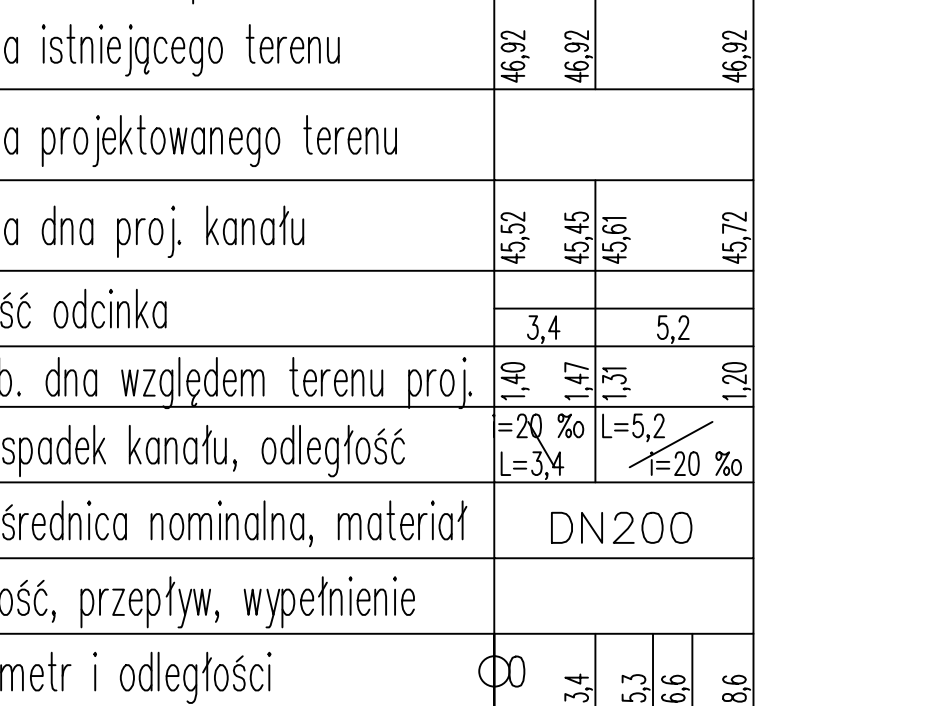 a istniejącego terenu 46,92 46,92 46,92
a projektowanego terenu
a dna proj. kanału 45,52 45,45 45,61 45,72
ść odcinka 3,4 5,2
b. dna względem terenu proj. 1,40 1,47 1,31 1,20
spadek kanału, odległość i=20 ‰ L=3,4 L=5,2 i=20 ‰
średnica nominalna, materiał DN200
ość, przepływ, wypełnienie
metr i odległości 0 3,4 5,3 6,6 8,6